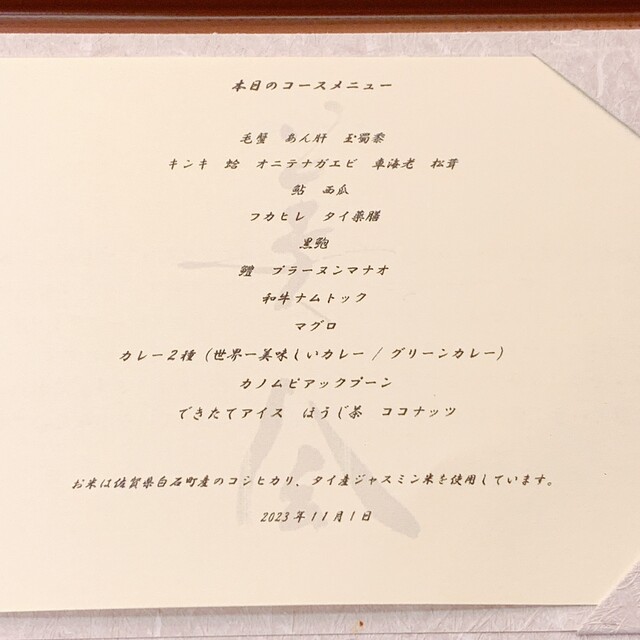 本日のコースメニュー
毛蟹 あん肝 玉蜀黍
キンキ 蛤 オニテナガエビ 車海老 松茸
鮎 西瓜
フカヒレ タイ薬膳
黒鮑
鱧 プラーヌンマナオ
和牛ナムトック
マグロ
カレー2種（世界一美味しいカレー / グリーンカレー）
カノムピアックプーン
できたてアイス ほうじ茶 ココナッツ
お米は佐賀県白石町産のコシヒカリ、タイ産ジャスミン米を使用しています。
2023年11月1日